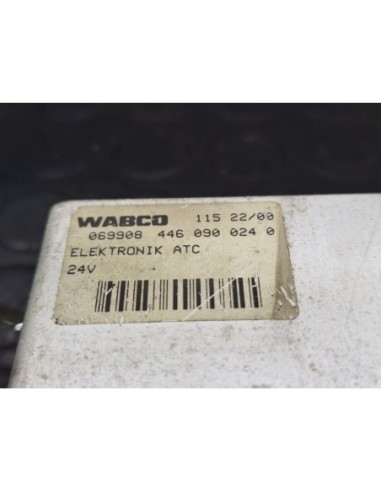 WABCO 115 22/00
069908 446 090 024 0
ELEKTRONIK ATC
24V